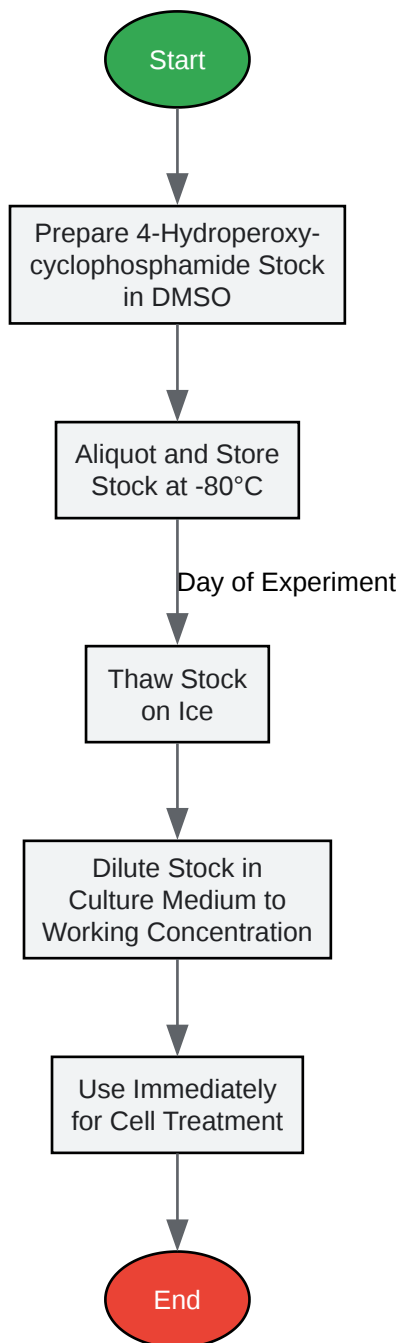 Start
Prepare 4-Hydroperoxy-
cyclophosphamide Stock
in DMSO
Aliquot and Store
Stock at -80°C
Day of Experiment
Thaw Stock
on Ice
Dilute Stock in
Culture Medium to
Working Concentration
Use Immediately
for Cell Treatment
End